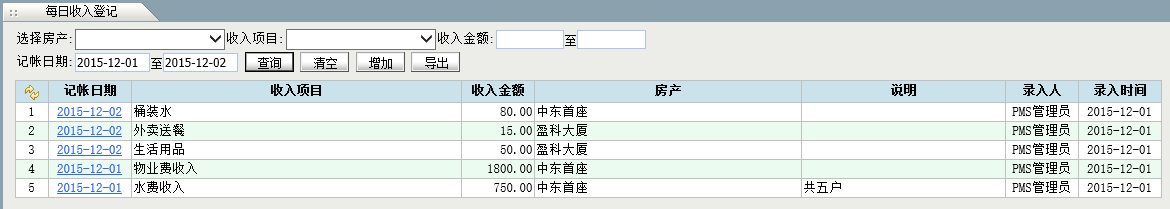 每日收入登记
选择房产: 收入项目: 收入金额: 至
记帐日期: 2015-12-01 至 2015-12-02 查询 清空 增加 导出
记帐日期 收入项目 收入金额 房产 说明 录入人 录入时间
1 2015-12-02 桶装水 80.00 中东首座 PMS管理员 2015-12-01
2 2015-12-02 外卖送餐 15.00 盈科大厦 PMS管理员 2015-12-01
3 2015-12-02 生活用品 50.00 盈科大厦 PMS管理员 2015-12-01
4 2015-12-01 物业费收入 1800.00 中东首座 PMS管理员 2015-12-01
5 2015-12-01 水费收入 750.00 中东首座 共五户 PMS管理员 2015-12-01